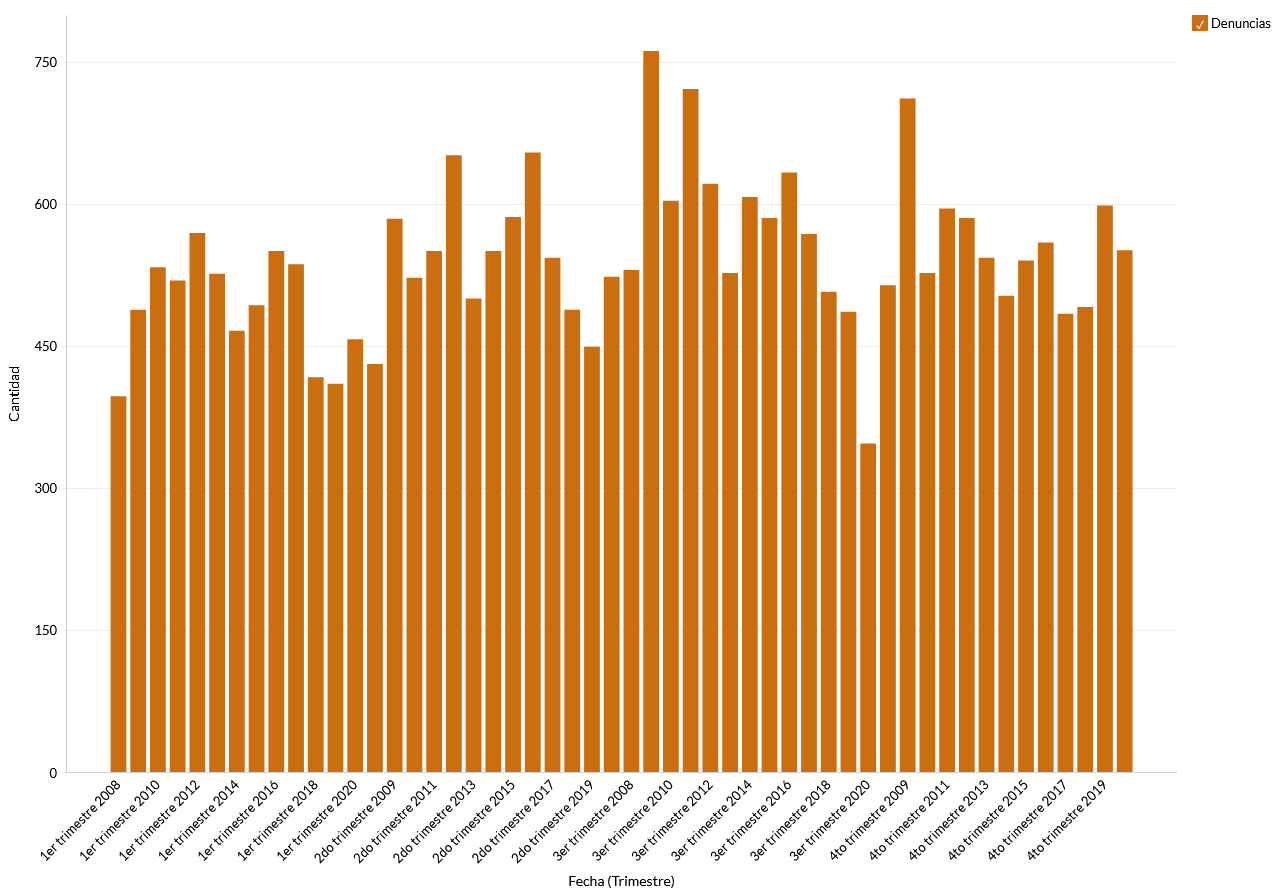 Denuncias
750
600
450
300
150
0
Cantidad
1er trimestre 2008
1er trimestre 2010
1er trimestre 2012
1er trimestre 2014
1er trimestre 2016
1er trimestre 2018
1er trimestre 2020
2do trimestre 2009
2do trimestre 2011
2do trimestre 2013
2do trimestre 2015
2do trimestre 2017
2do trimestre 2019
3er trimestre 2008
3er trimestre 2010
3er trimestre 2012
3er trimestre 2014
3er trimestre 2016
3er trimestre 2018
3er trimestre 2020
4to trimestre 2009
4to trimestre 2011
4to trimestre 2013
4to trimestre 2015
4to trimestre 2017
4to trimestre 2019
Fecha (Trimestre)